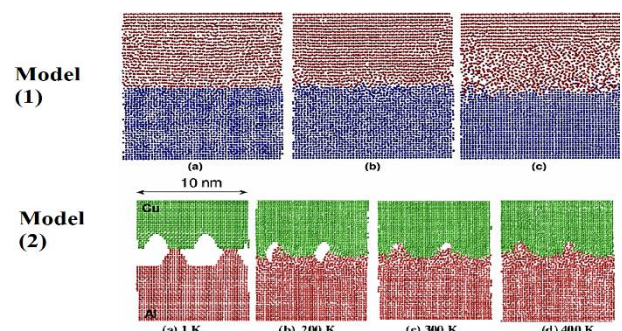 Model
(1)
(a) (b) (c)
10 nm
Model
(2)
Cu
Al
(a) 1 K (b) 200 K (c) 300 K (d) 400 K